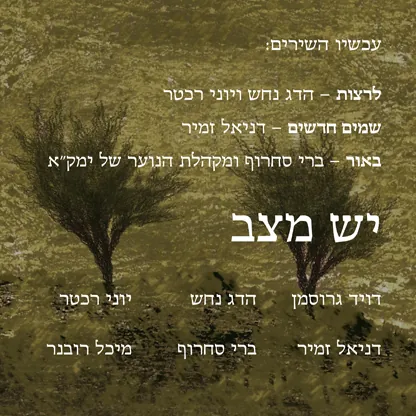 עכשיו השירים:
לרצות – הדג נחש ויוני רכטר
שמים חדשים – דניאל זמיר
באור – ברי סחרוף ומקהלת הנוער של ימק״א
יש מצב
דויד גרוסמן הדג נחש יוני רכטר
דניאל זמיר ברי סחרוף מיכל רובנר